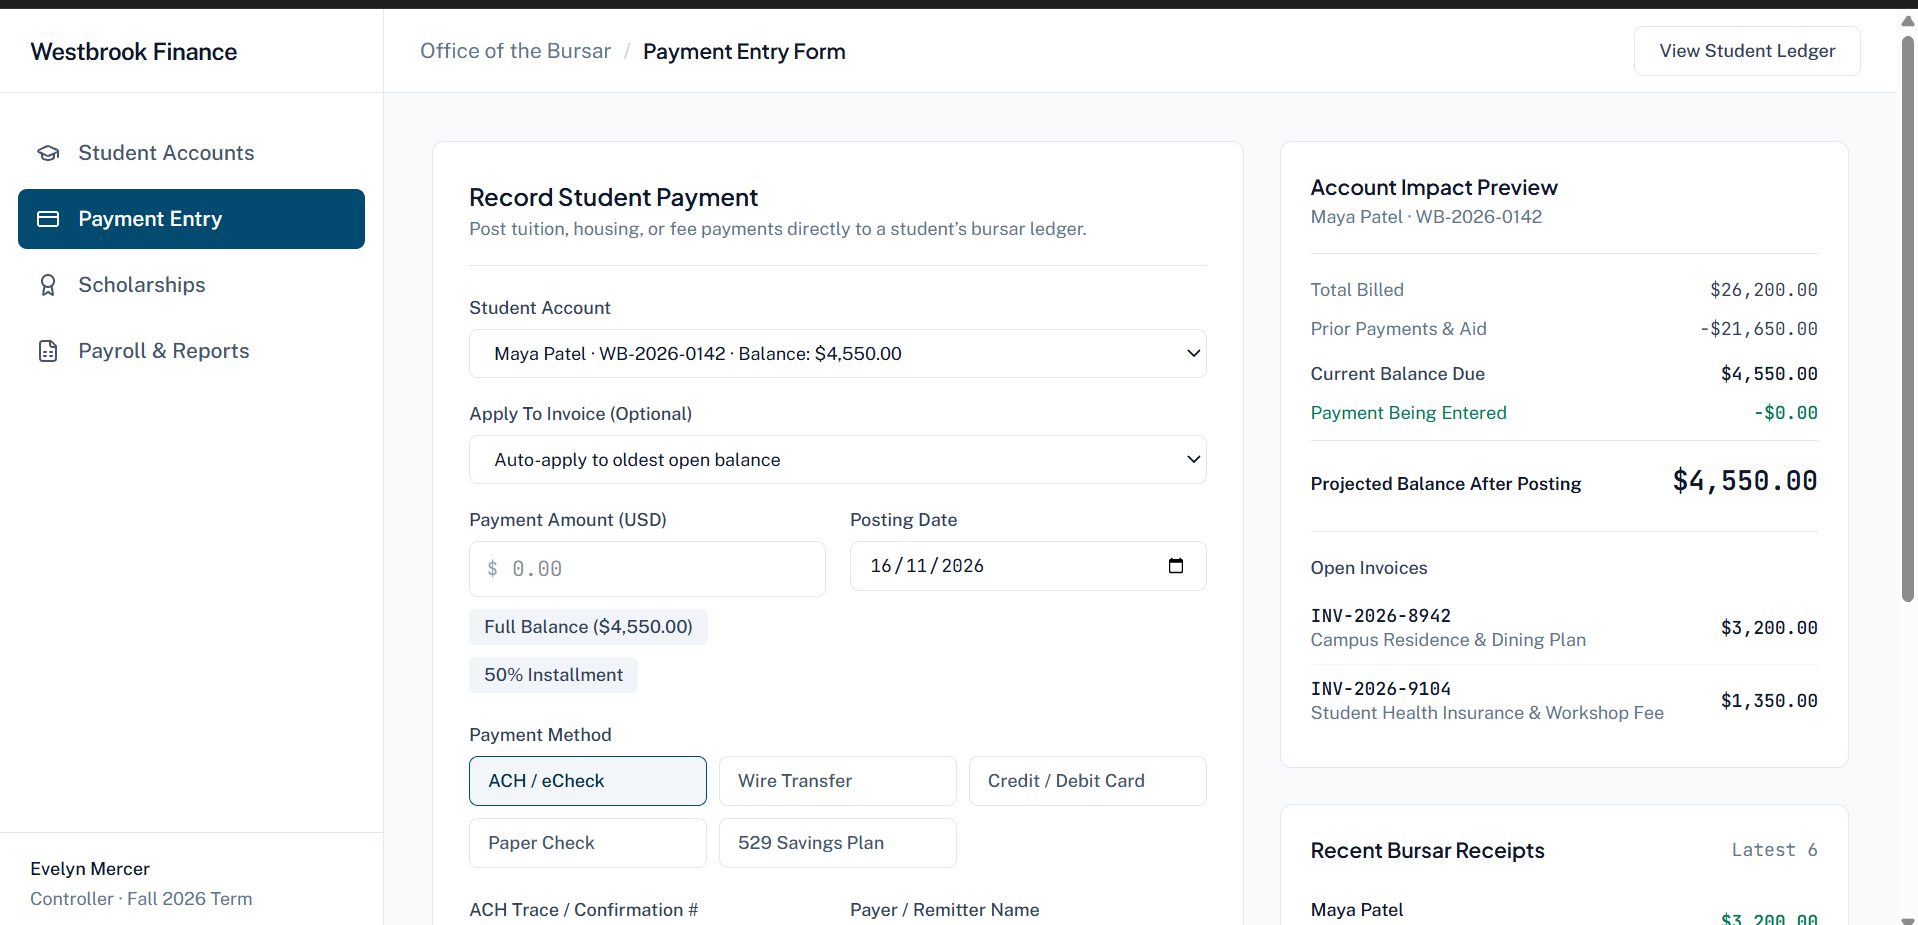 Westbrook Finance
Office of the Bursar / Payment Entry Form
View Student Ledger
Student Accounts
Payment Entry
Scholarships
Payroll & Reports
Evelyn Mercer
Controller · Fall 2026 Term
Record Student Payment
Post tuition, housing, or fee payments directly to a student’s bursar ledger.
Student Account
Maya Patel · WB-2026-0142 · Balance: $4,550.00
Apply To Invoice (Optional)
Auto-apply to oldest open balance
Payment Amount (USD)
$ 0.00
Posting Date
16/11/2026
Full Balance ($4,550.00)
50% Installment
Payment Method
ACH / eCheck
Wire Transfer
Credit / Debit Card
Paper Check
529 Savings Plan
ACH Trace / Confirmation #
Payer / Remitter Name
Account Impact Preview
Maya Patel · WB-2026-0142
Total Billed $26,200.00
Prior Payments & Aid -$21,650.00
Current Balance Due $4,550.00
Payment Being Entered -$0.00
Projected Balance After Posting $4,550.00
Open Invoices
INV-2026-8942
Campus Residence & Dining Plan
$3,200.00
INV-2026-9104
Student Health Insurance & Workshop Fee
$1,350.00
Recent Bursar Receipts
Latest 6
Maya Patel
$3,200.00